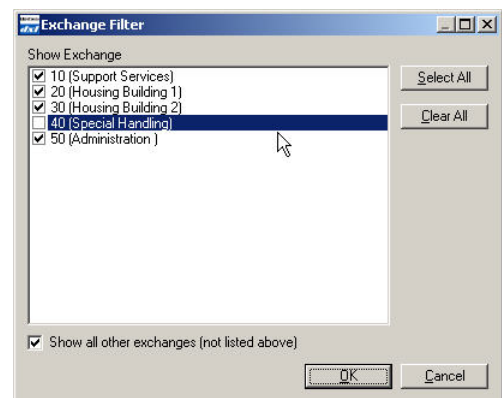 Exchange Filter
Show Exchange
10 (Support Services)
20 (Housing Building 1)
30 (Housing Building 2)
40 (Special Handling)
50 (Administration )
Select All
Clear All
Show all other exchanges (not listed above)
OK
Cancel